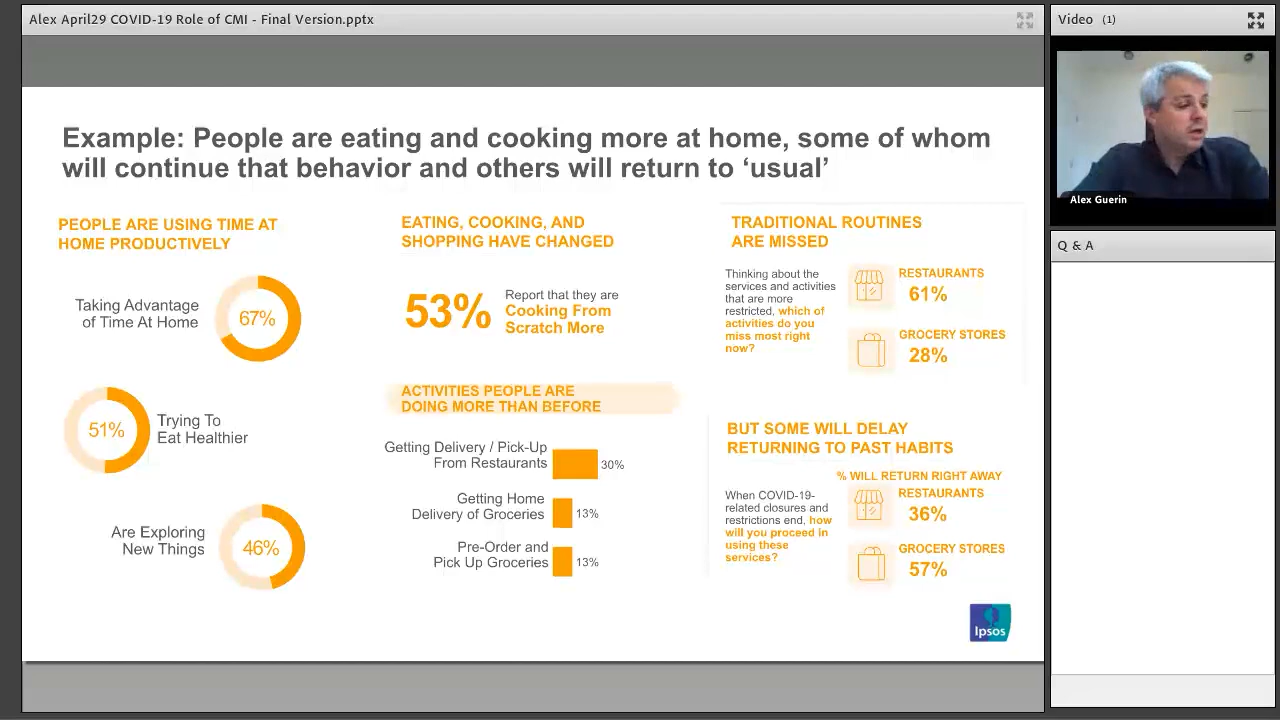 Alex April29 COVID-19 Role of CMI - Final Version.pptx
Video (1)
Alex Guerin
Q & A
Example: People are eating and cooking more at home, some of whom
will continue that behavior and others will return to ‘usual’
PEOPLE ARE USING TIME AT
HOME PRODUCTIVELY
Taking Advantage
of Time At Home
67%
51%
Trying To
Eat Healthier
Are Exploring
New Things
46%
EATING, COOKING, AND
SHOPPING HAVE CHANGED
53%
Report that they are
Cooking From
Scratch More
ACTIVITIES PEOPLE ARE
DOING MORE THAN BEFORE
Getting Delivery / Pick-Up
From Restaurants
30%
Getting Home
Delivery of Groceries
13%
Pre-Order and
Pick Up Groceries
13%
TRADITIONAL ROUTINES
ARE MISSED
Thinking about the
services and activities
that are more
restricted, which of
activities do you
miss most right
now?
RESTAURANTS
61%
GROCERY STORES
28%
BUT SOME WILL DELAY
RETURNING TO PAST HABITS
% WILL RETURN RIGHT AWAY
When COVID-19-
related closures and
restrictions end, how
will you proceed in
using these
services?
RESTAURANTS
36%
GROCERY STORES
57%
Ipsos